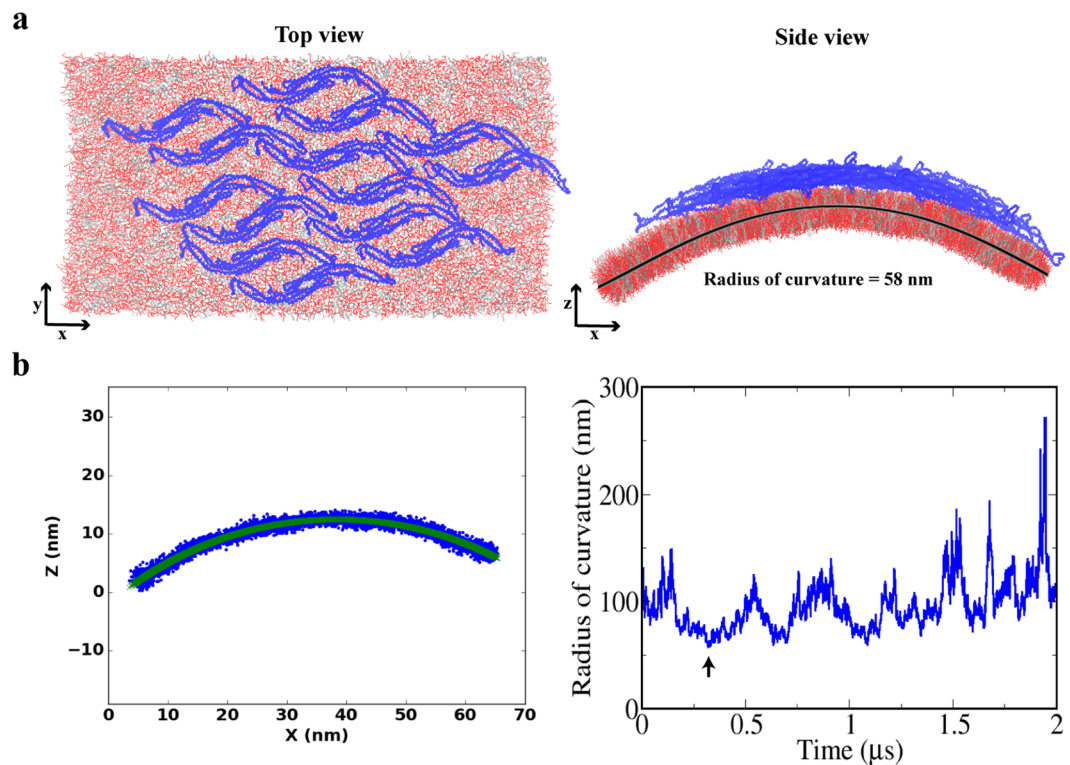 a
Top view
Side view
Radius of curvature = 58 nm
y
x
z
x
b
30
20
10
0
−10
Z (nm)
0 10 20 30 40 50 60 70
X (nm)
300
200
100
0
Radius of curvature (nm)
0 0.5 1 1.5 2
Time (µs)